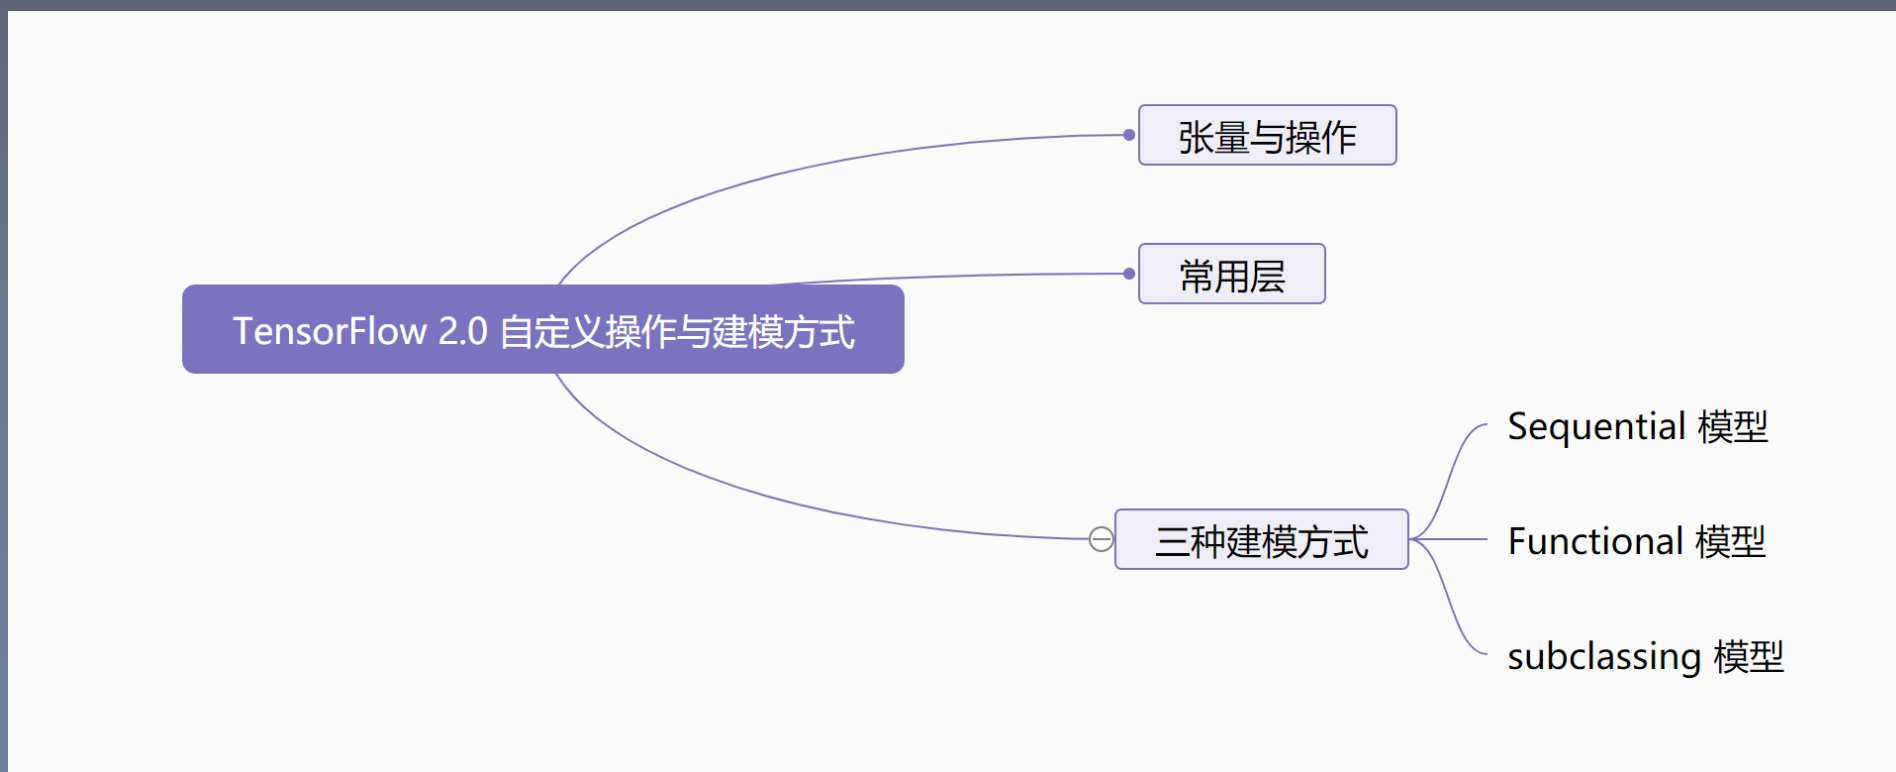 张量与操作
常用层
TensorFlow 2.0 自定义操作与建模方式
Sequential 模型
三种建模方式
Functional 模型
subclassing 模型